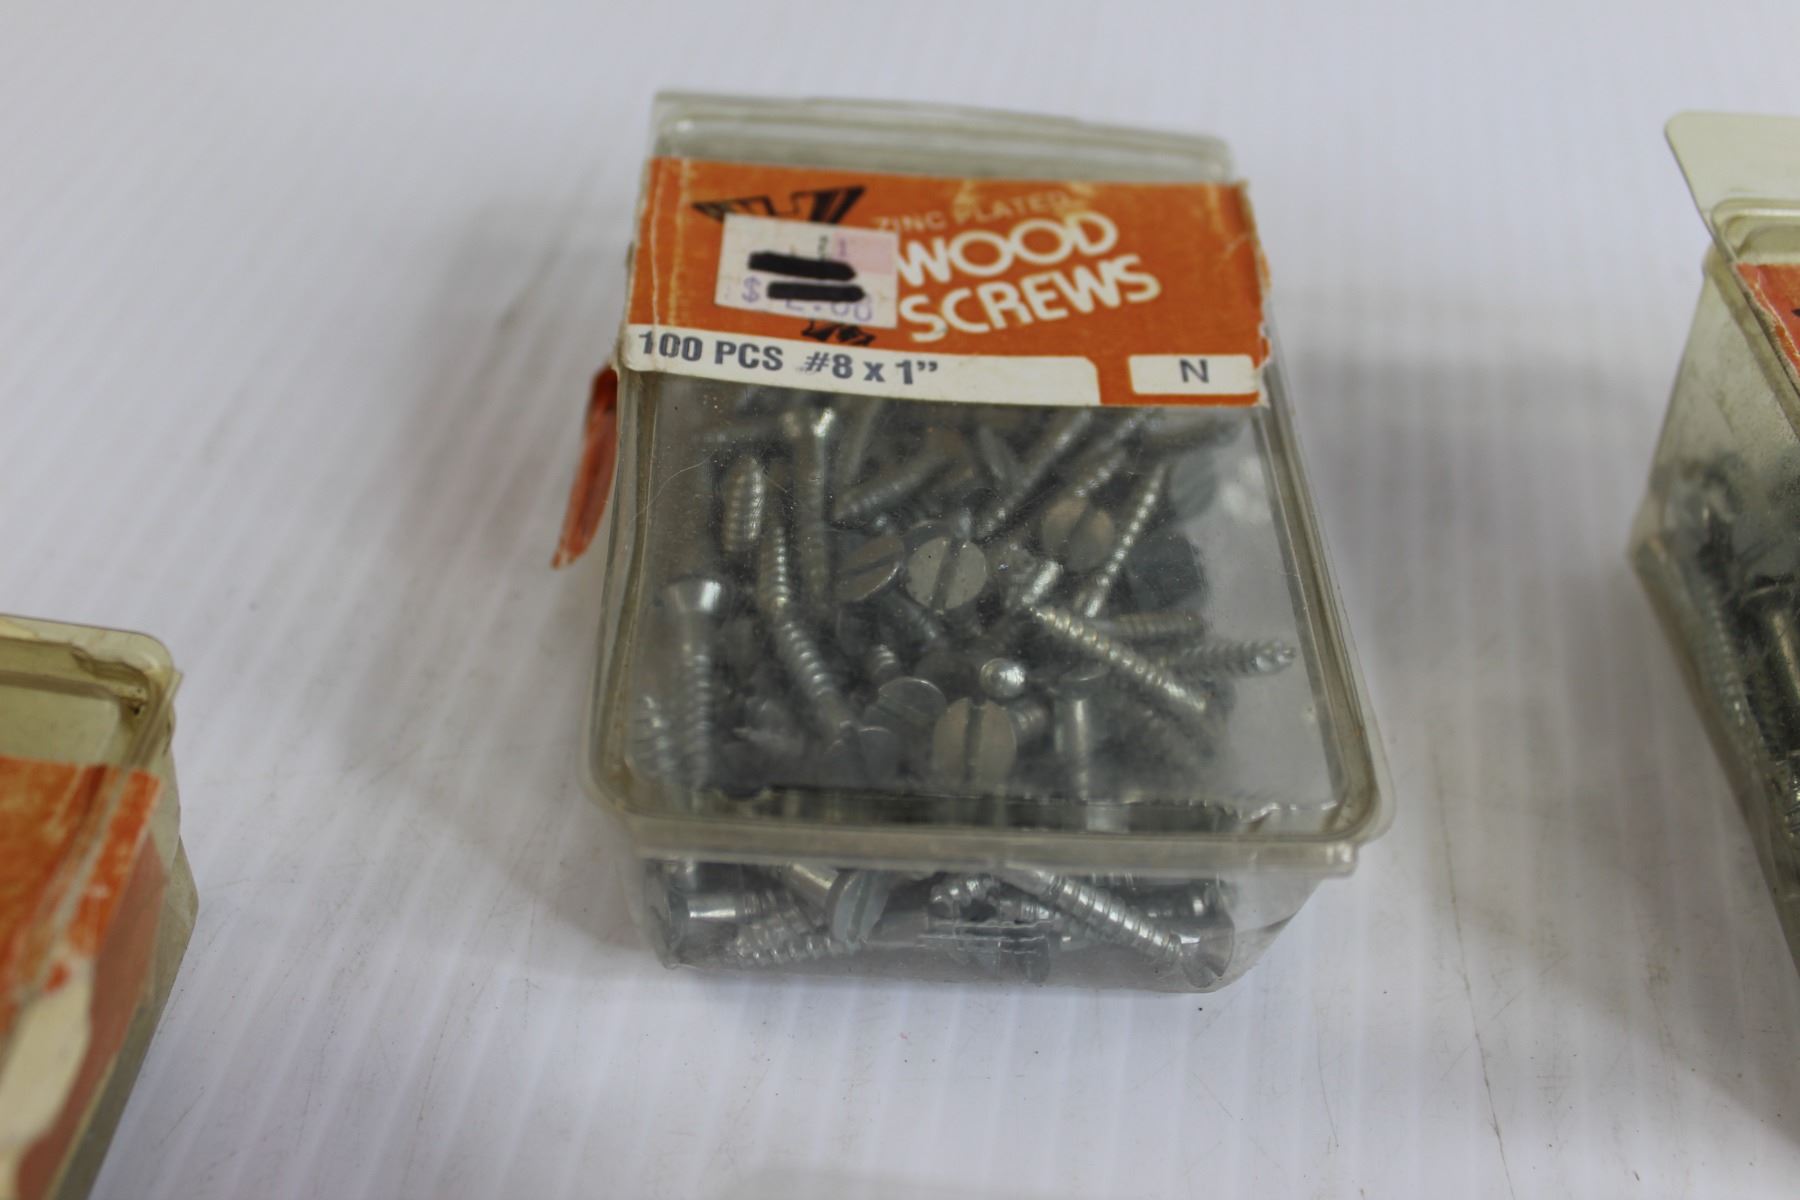 ZINC PLATED
WOOD
SCREWS
100 PCS #8 x 1”
N